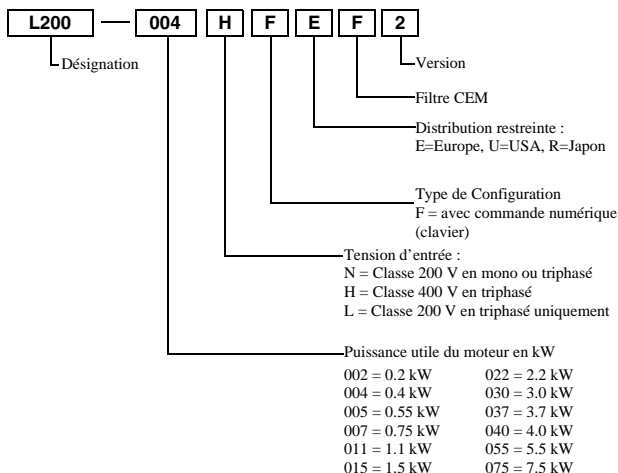 L200 004 H F E F 2
Désignation
Version
Filtre CEM
Distribution restreinte :
E=Europe, U=USA, R=Japon
Type de Configuration
F = avec commande numérique
(clavier)
Tension d'entrée :
N = Classe 200 V en mono ou triphasé
H = Classe 400 V en triphasé
L = Classe 200 V en triphasé uniquement
Puissance utile du moteur en kW
002 = 0.2 kW 022 = 2.2 kW
004 = 0.4 kW 030 = 3.0 kW
005 = 0.55 kW 037 = 3.7 kW
007 = 0.75 kW 040 = 4.0 kW
011 = 1.1 kW 055 = 5.5 kW
015 = 1.5 kW 075 = 7.5 kW